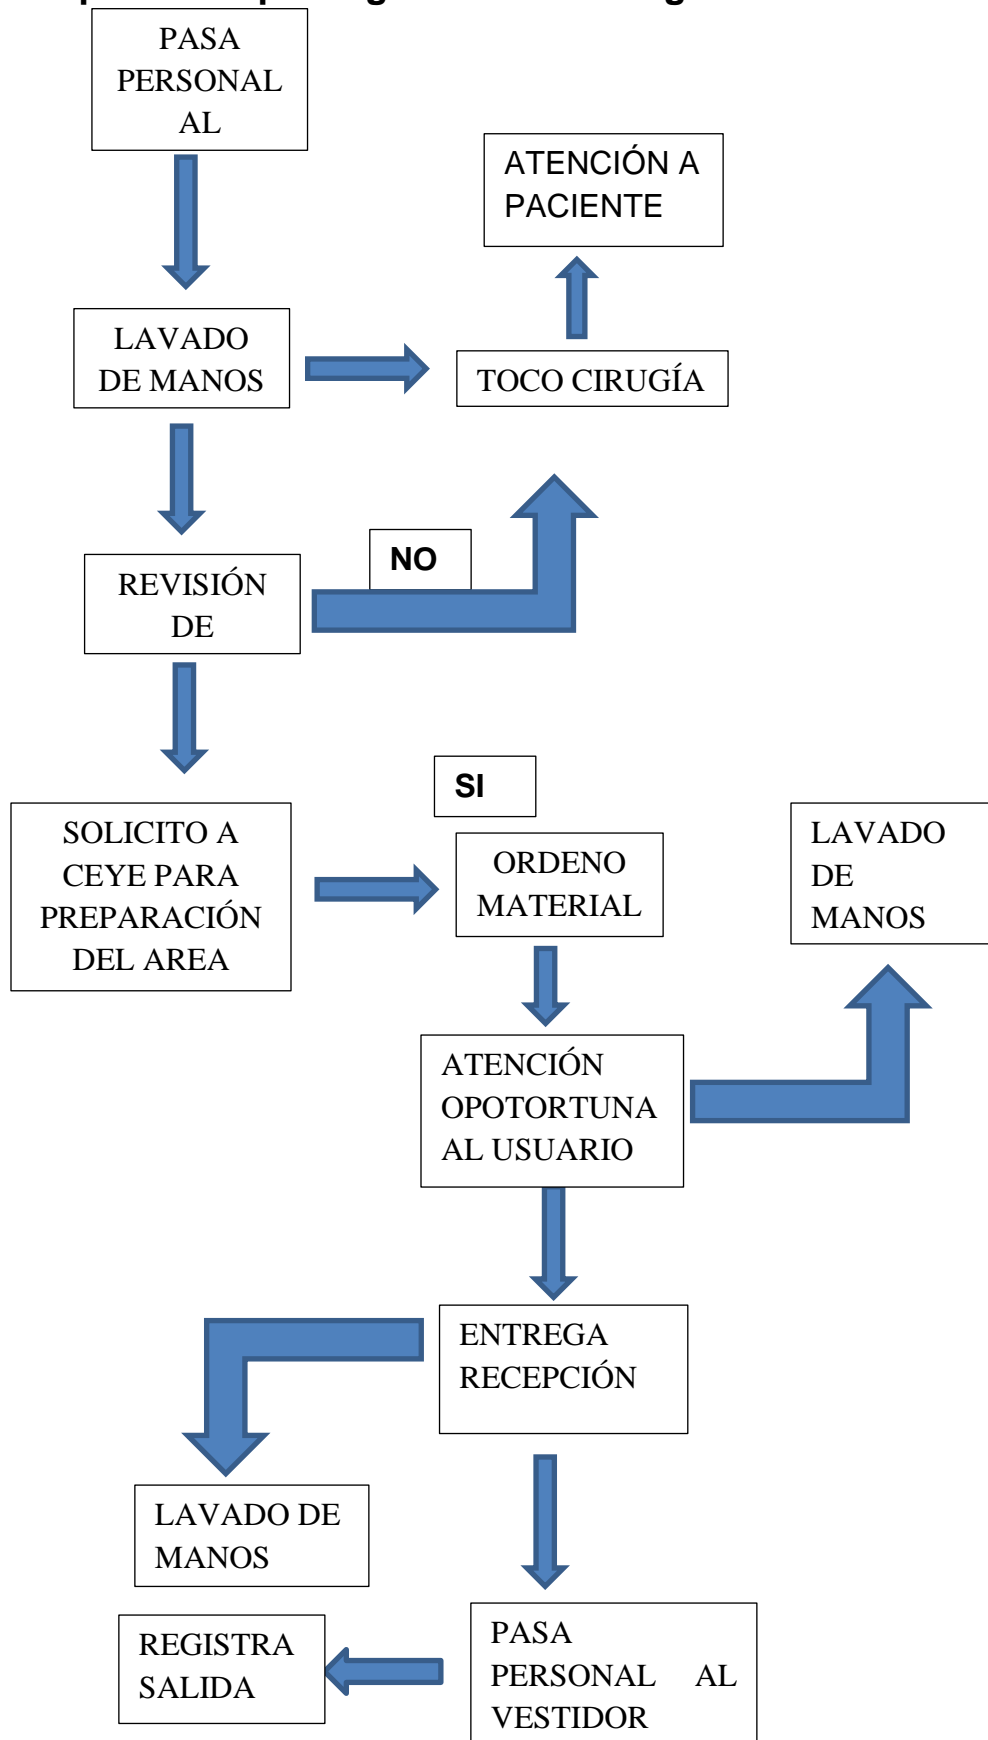 PASA
PERSONAL
AL
ATENCIÓN A
PACIENTE
LAVADO
DE MANOS
TOCO CIRUGÍA
NO
REVISIÓN
DE
SI
SOLICITO A
CEYE PARA
PREPARACIÓN
DEL AREA
ORDENO
MATERIAL
LAVADO
DE
MANOS
ATENCIÓN
OPOTORTUNA
AL USUARIO
ENTREGA
RECEPCIÓN
LAVADO DE
MANOS
REGISTRA
SALIDA
PASA
PERSONAL AL
VESTIDOR